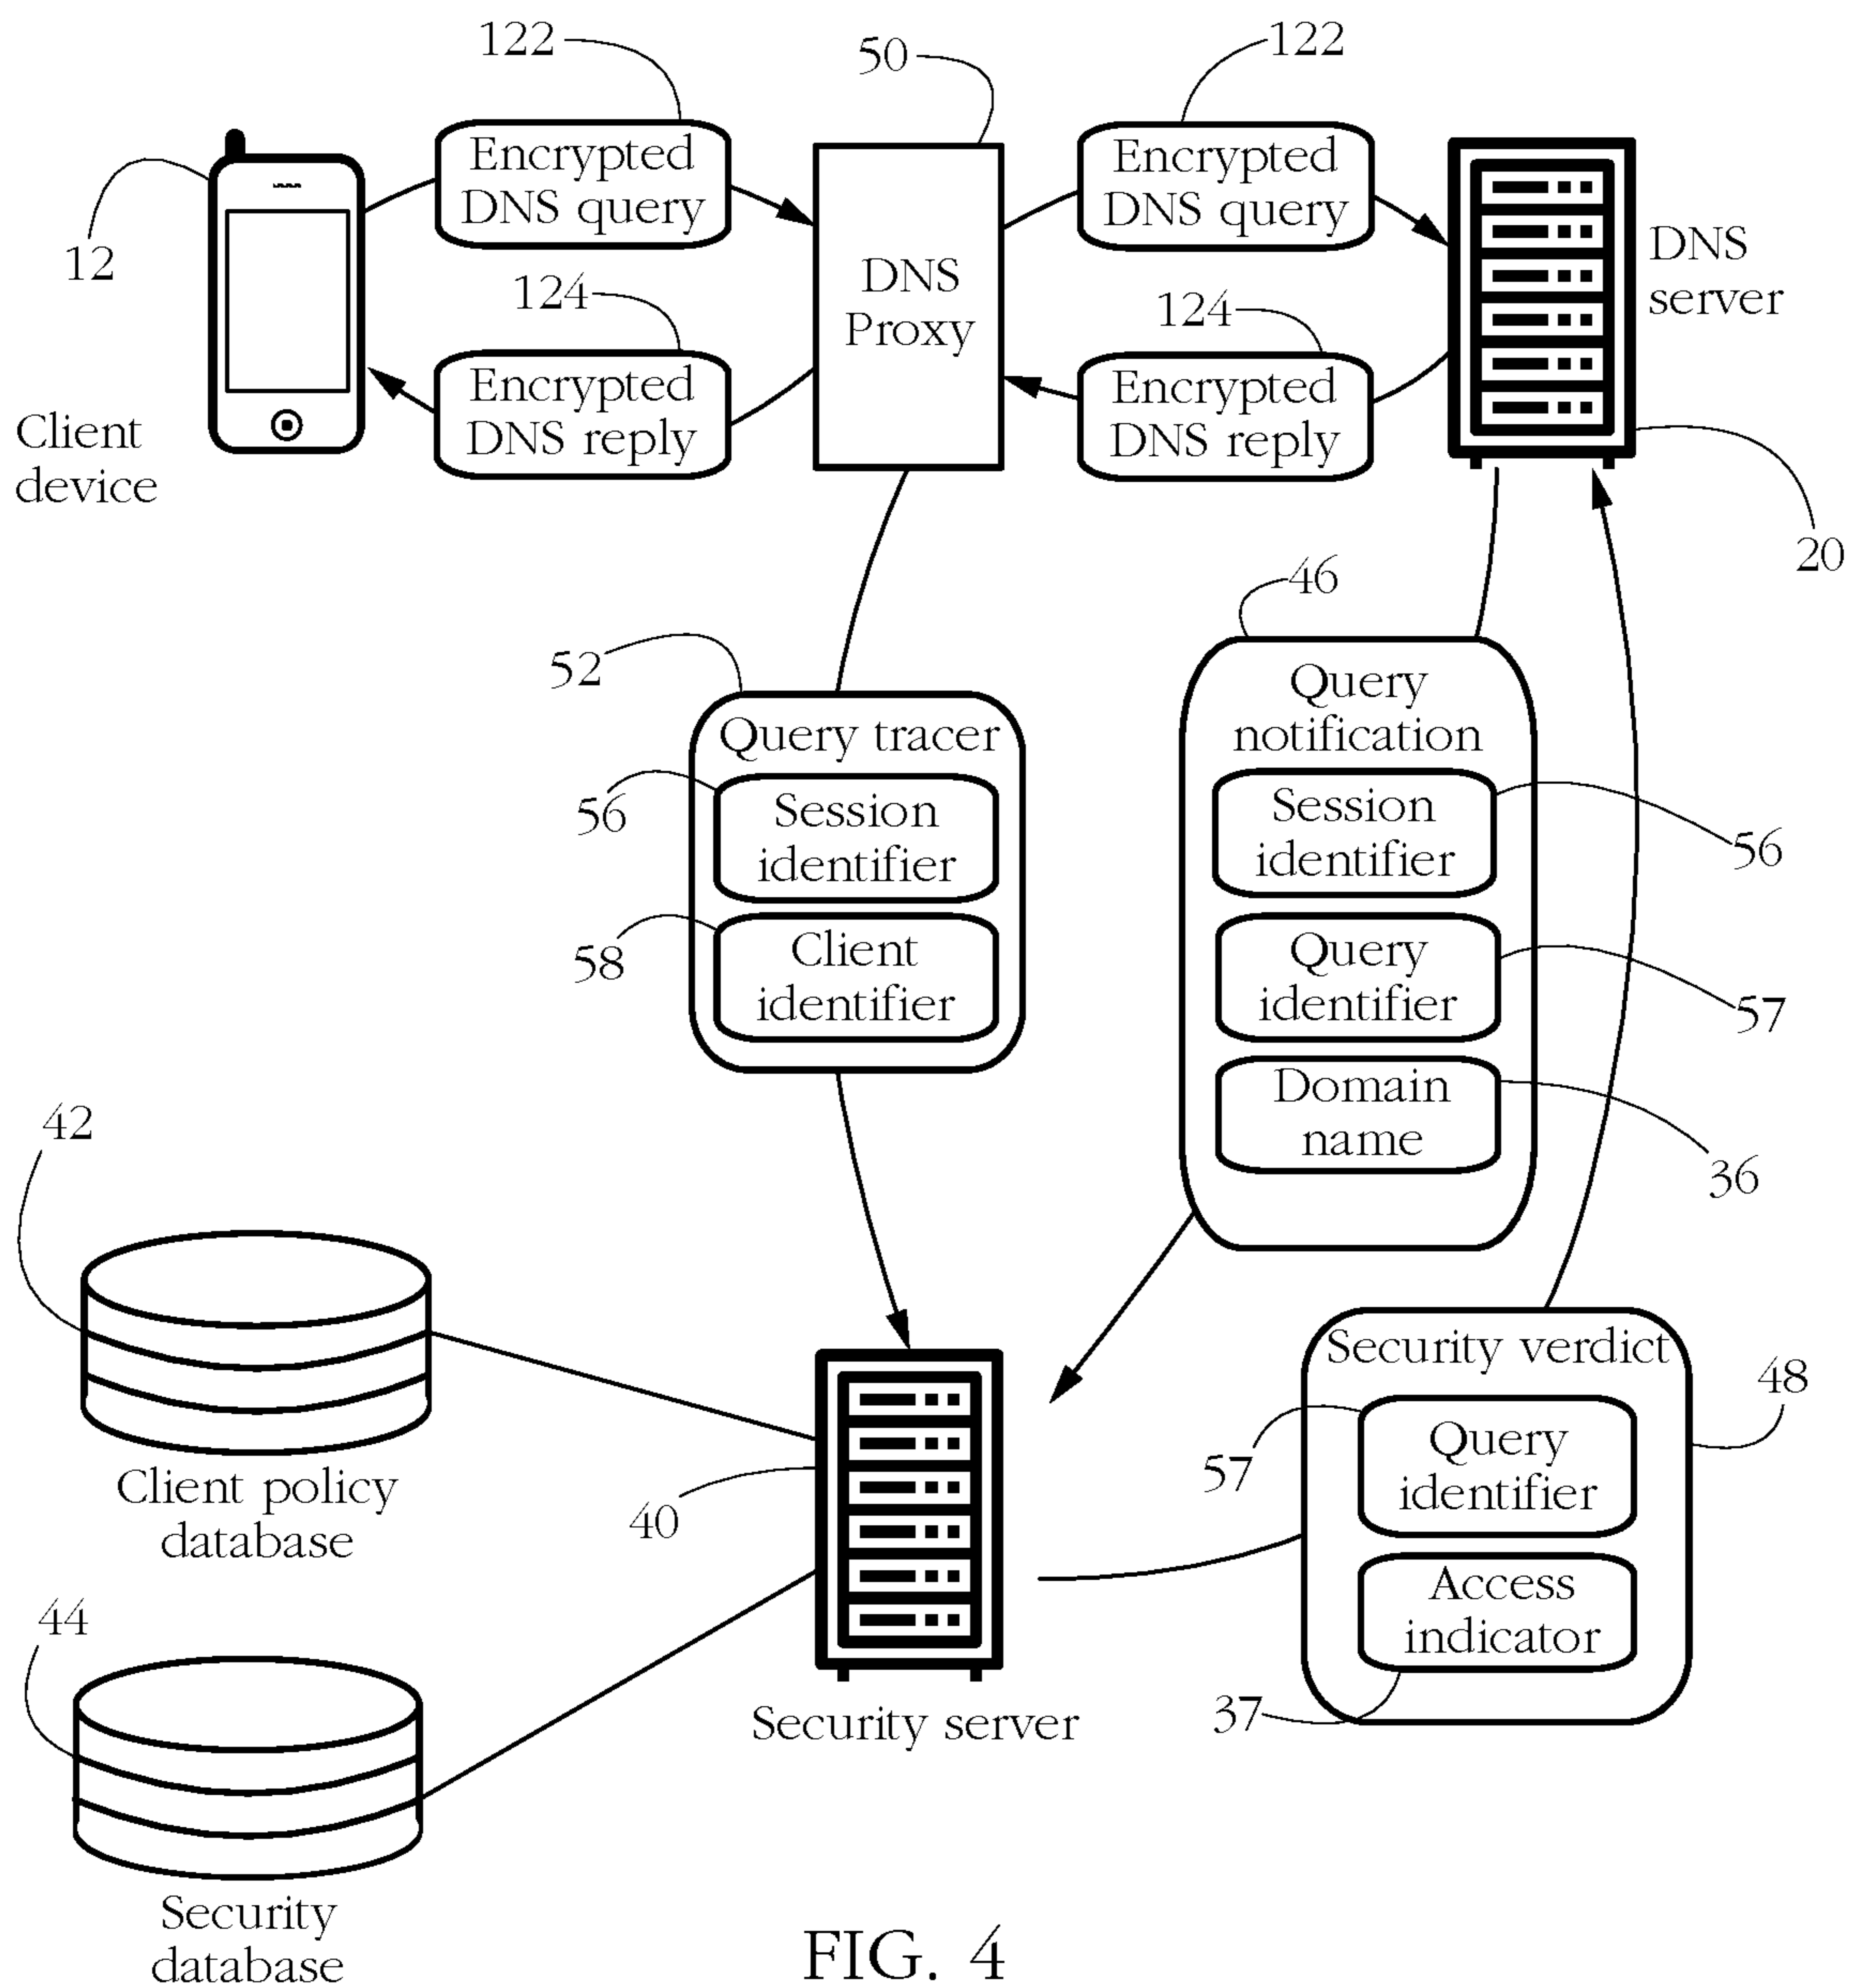 122
50
122
Encrypted
DNS query
Encrypted
DNS query
12
DNS
Proxy
DNS
server
124
124
Encrypted
DNS reply
Encrypted
DNS reply
Client
device
20
46
52
Query tracer
56
Session
identifier
58
Client
identifier
Query
notification
Session
identifier
56
Query
identifier
57
Domain
name
36
42
Client policy
database
40
Security verdict
48
57
Query
identifier
Access
indicator
37
44
Security server
Security
database
FIG. 4